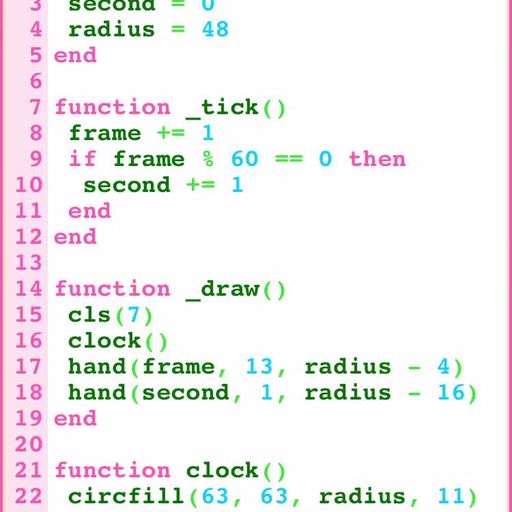 3 second = 0
4 radius = 48
5 end
6
7 function _tick()
8  frame += 1
9  if frame % 60 == 0 then
10   second += 1
11  end
12 end
13
14 function _draw()
15  cls(7)
16  clock()
17  hand(frame, 13, radius - 4)
18  hand(second, 1, radius - 16)
19 end
20
21 function clock()
22  circfill(63, 63, radius, 11)